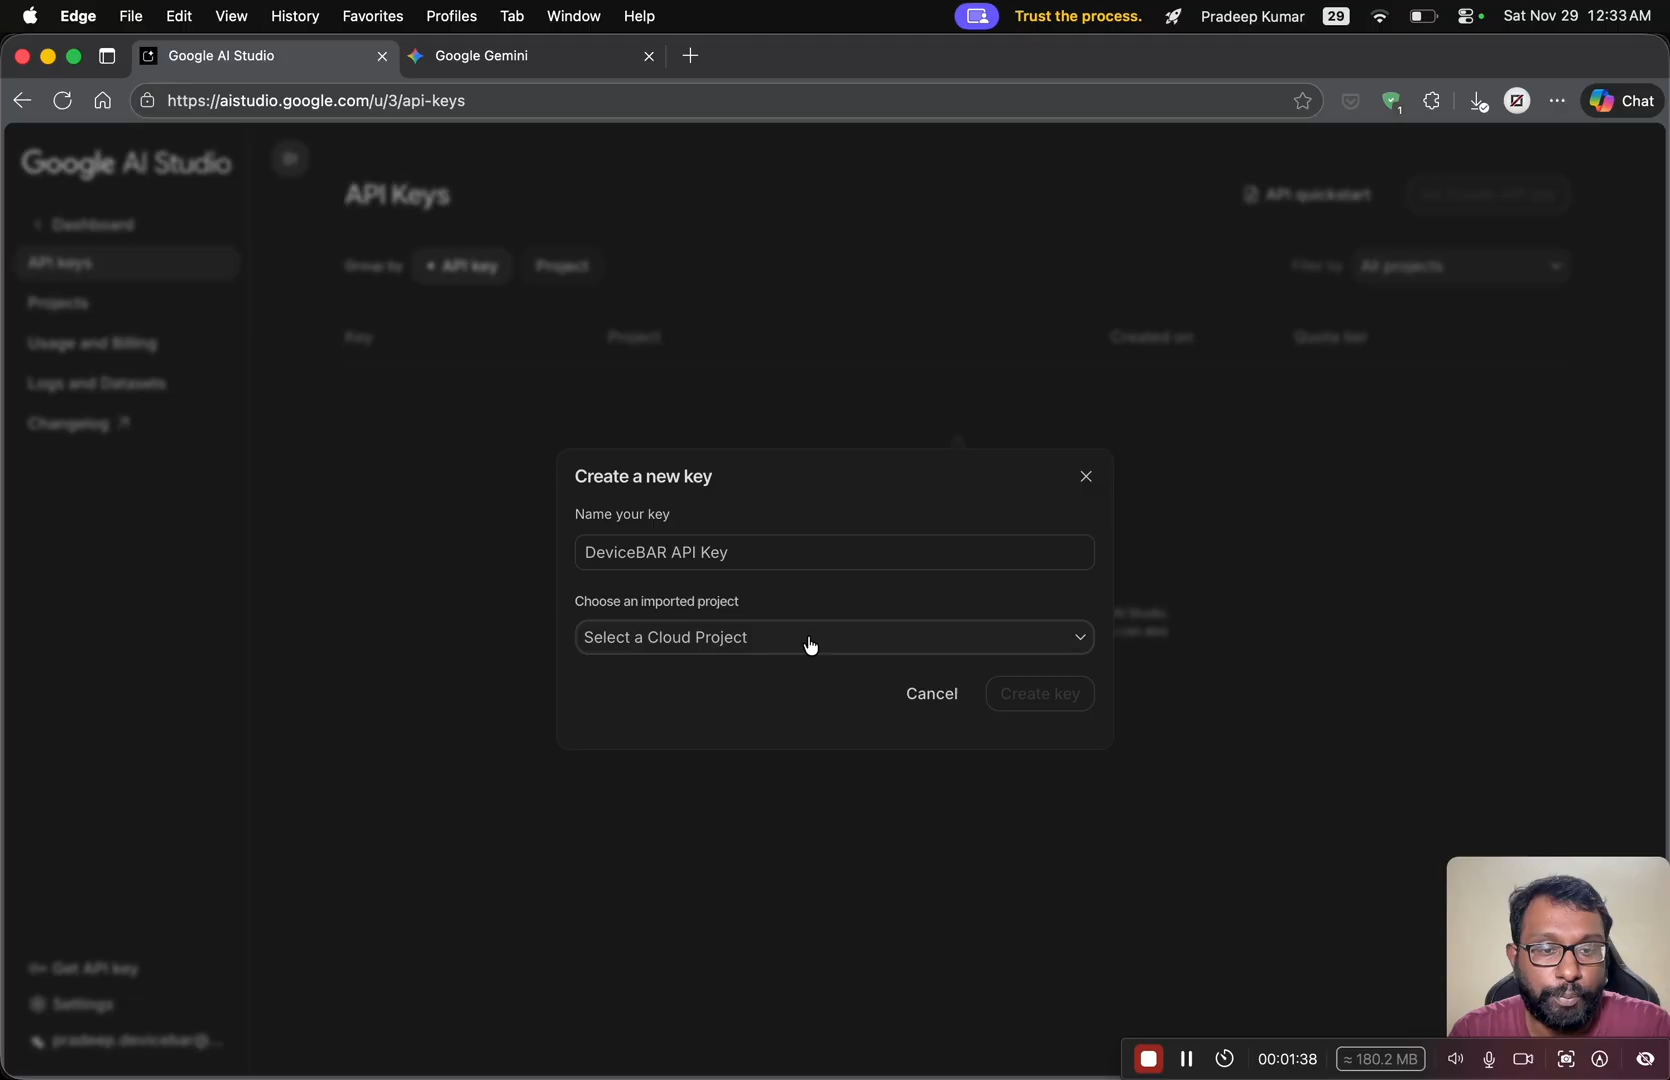 Edge File Edit View History Favorites Profiles Tab Window Help Trust the process. Pradeep Kumar 29 Sat Nov 29 12:33 AM
Google AI Studio Google Gemini
https://aistudio.google.com/u/3/api-keys 1 Chat
Google AI Studio
API Keys
API quickstart
Dashboard
API keys
Group by API key Project Filter by All projects
Projects
Key Project Created on Quota tier
Usage and Billing
Logs and Datasets
Changelog
Create a new key
Name your key
DeviceBAR API Key
Choose an imported project
Select a Cloud Project
Cancel Create key
Get API key
Settings
pradeep.devicebar@...
00:01:38 ≈ 180.2 MB